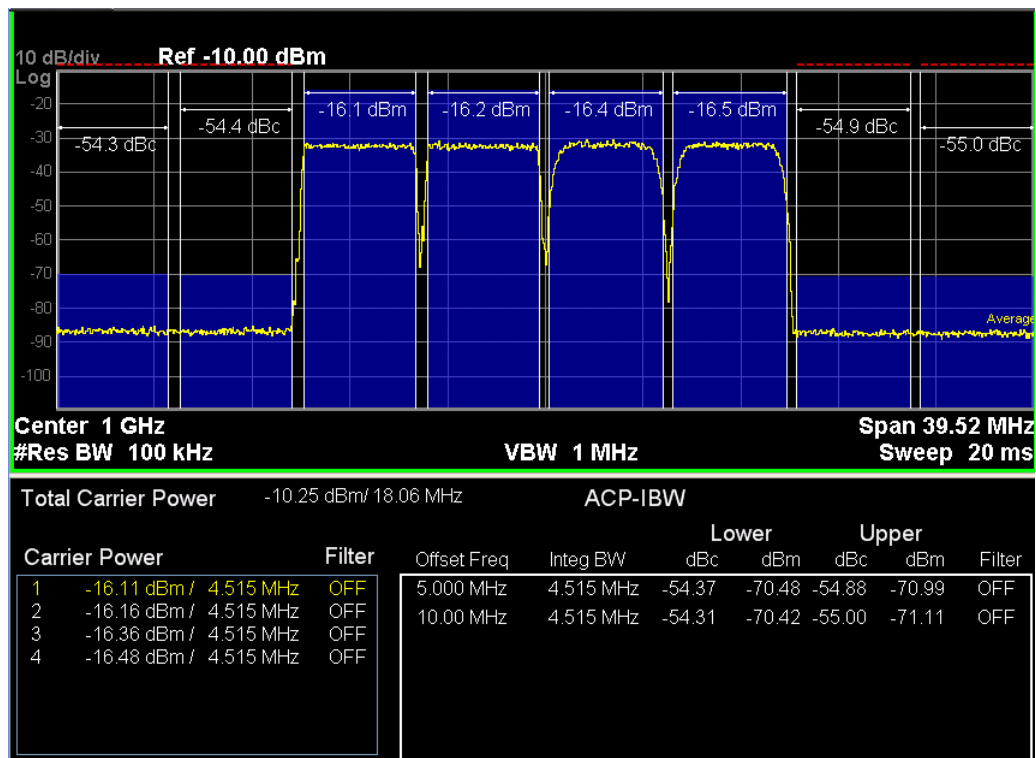 10 dB/div Ref -10.00 dBm
Log
-20
-30
-40
-50
-60
-70
-80
-90
-100
-54.3 dBc
-54.4 dBc
-16.1 dBm
-16.2 dBm
-16.4 dBm
-16.5 dBm
-54.9 dBc
-55.0 dBc
Average
Center 1 GHz Span 39.52 MHz
#Res BW 100 kHz VBW 1 MHz Sweep 20 ms
Total Carrier Power -10.25 dBm/ 18.06 MHz ACP-IBW
Lower Upper
Carrier Power Filter Offset Freq Integ BW dBc dBm dBc dBm Filter
1 -16.11 dBm / 4.515 MHz OFF 5.000 MHz 4.515 MHz -54.37 -70.48 -54.88 -70.99 OFF
2 -16.16 dBm / 4.515 MHz OFF 10.00 MHz 4.515 MHz -54.31 -70.42 -55.00 -71.11 OFF
3 -16.36 dBm / 4.515 MHz OFF
4 -16.48 dBm / 4.515 MHz OFF